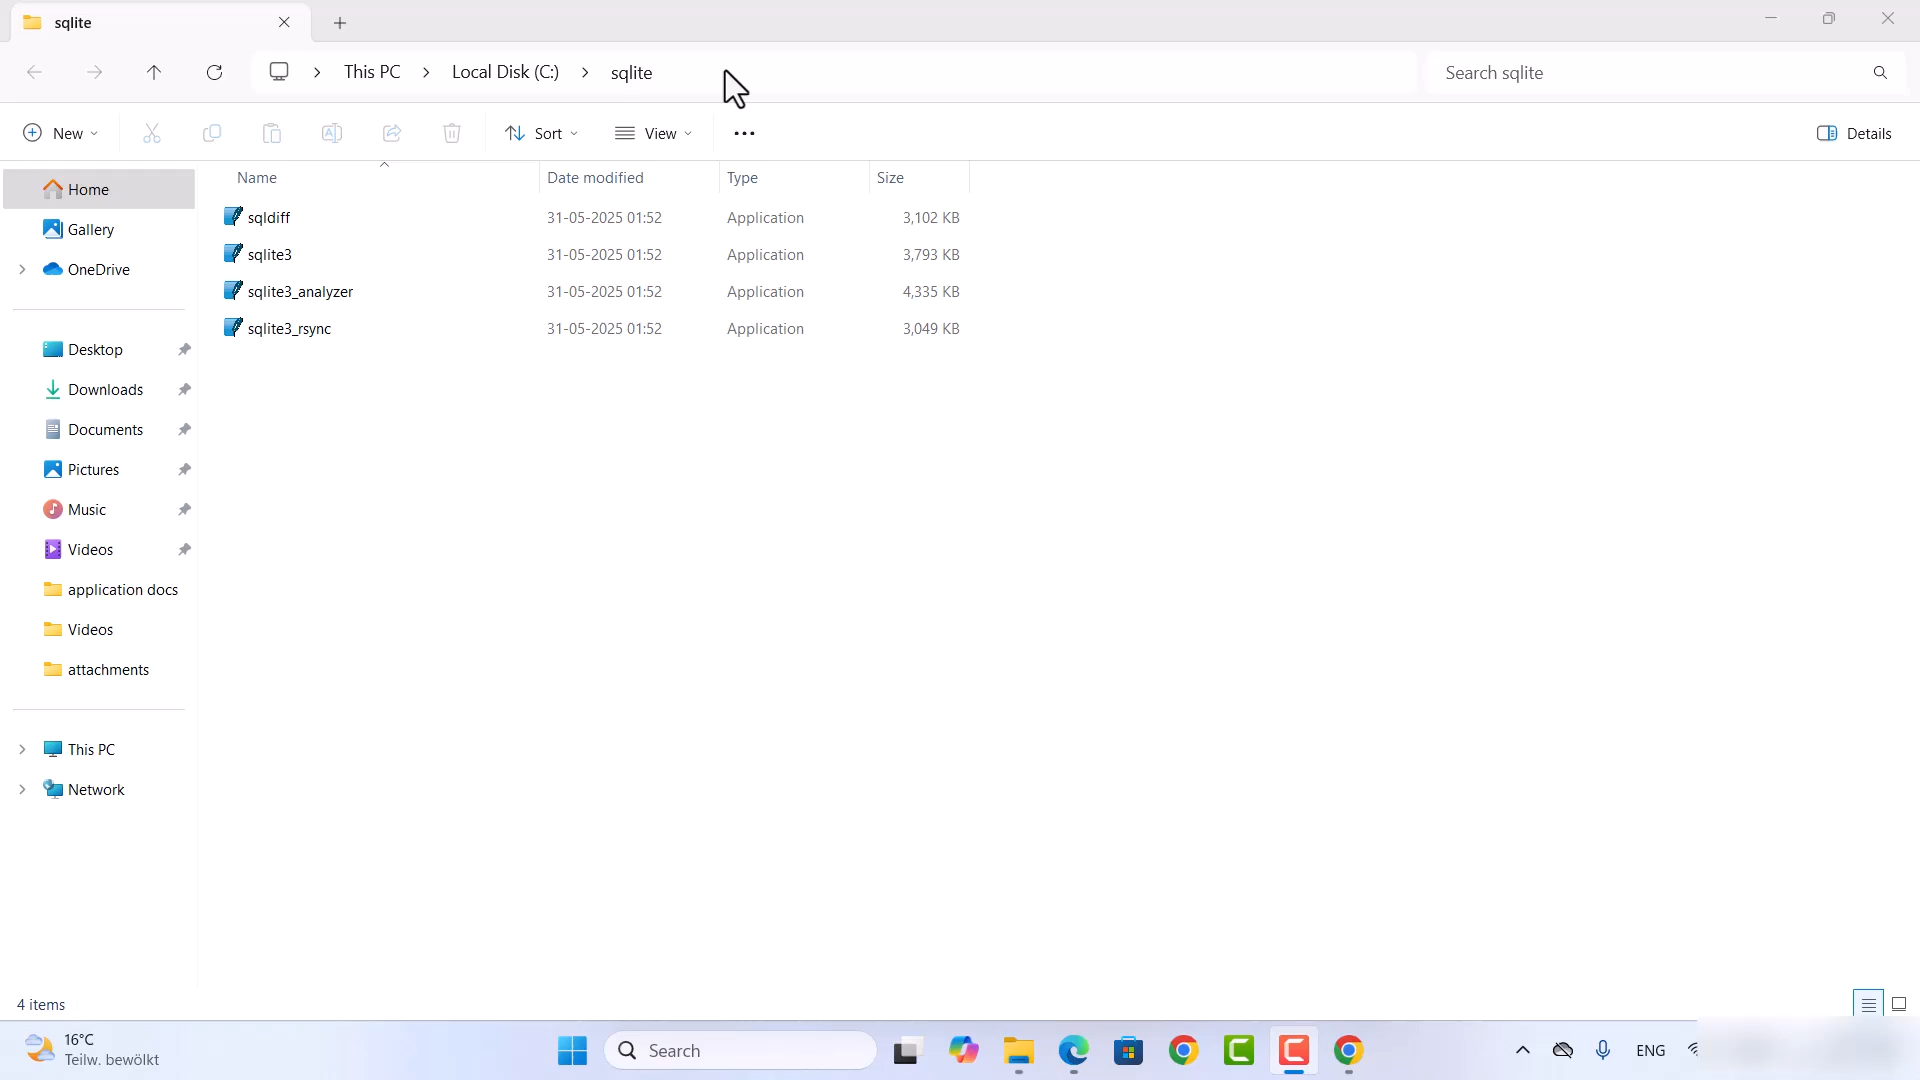 sqlite
This PC > Local Disk (C:) > sqlite
Search sqlite
New
Sort
View
Details
Name
Date modified
Type
Size
sqldiff 31-05-2025 01:52 Application 3,102 KB
sqlite3 31-05-2025 01:52 Application 3,793 KB
sqlite3_analyzer 31-05-2025 01:52 Application 4,335 KB
sqlite3_rsync 31-05-2025 01:52 Application 3,049 KB
Home
Gallery
OneDrive
Desktop
Downloads
Documents
Pictures
Music
Videos
application docs
Videos
attachments
This PC
Network
4 items
16°C
Teilw. bewölkt
Search
ENG